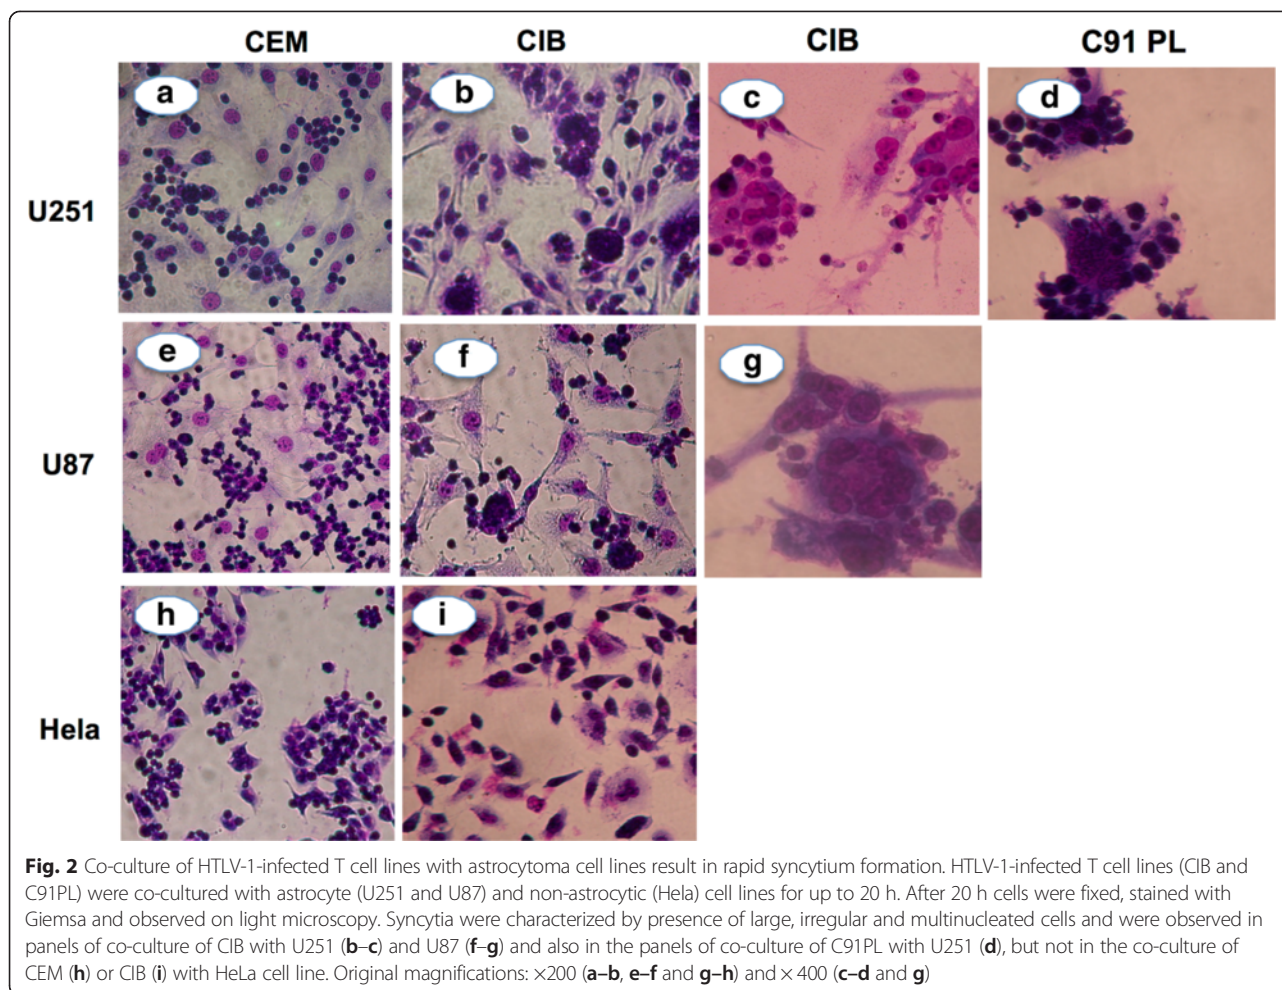 CEM CIB CIB C91 PL
a b c d
U251
e f g
U87
h i
Hela
Fig. 2 Co-culture of HTLV-1-infected T cell lines with astrocytoma cell lines result in rapid syncytium formation. HTLV-1-infected T cell lines (CIB and
C91PL) were co-cultured with astrocyte (U251 and U87) and non-astrocytic (Hela) cell lines for up to 20 h. After 20 h cells were fixed, stained with
Giemsa and observed on light microscopy. Syncytia were characterized by presence of large, irregular and multinucleated cells and were observed in
panels of co-culture of CIB with U251 (b–c) and U87 (f–g) and also in the panels of co-culture of C91PL with U251 (d), but not in the co-culture of
CEM (h) or CIB (i) with HeLa cell line. Original magnifications: ×200 (a–b, e–f and g–h) and × 400 (c–d and g)